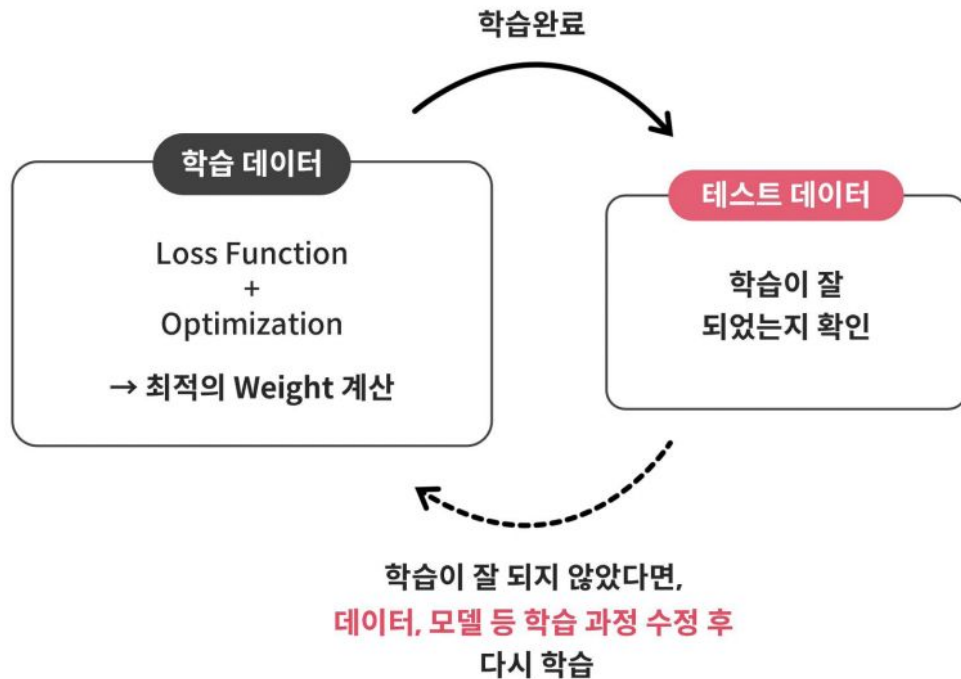 학습완료
학습 데이터
Loss Function
+
Optimization
→ 최적의 Weight 계산
테스트 데이터
학습이 잘
되었는지 확인
학습이 잘 되지 않았다면,
데이터, 모델 등 학습 과정 수정 후
다시 학습